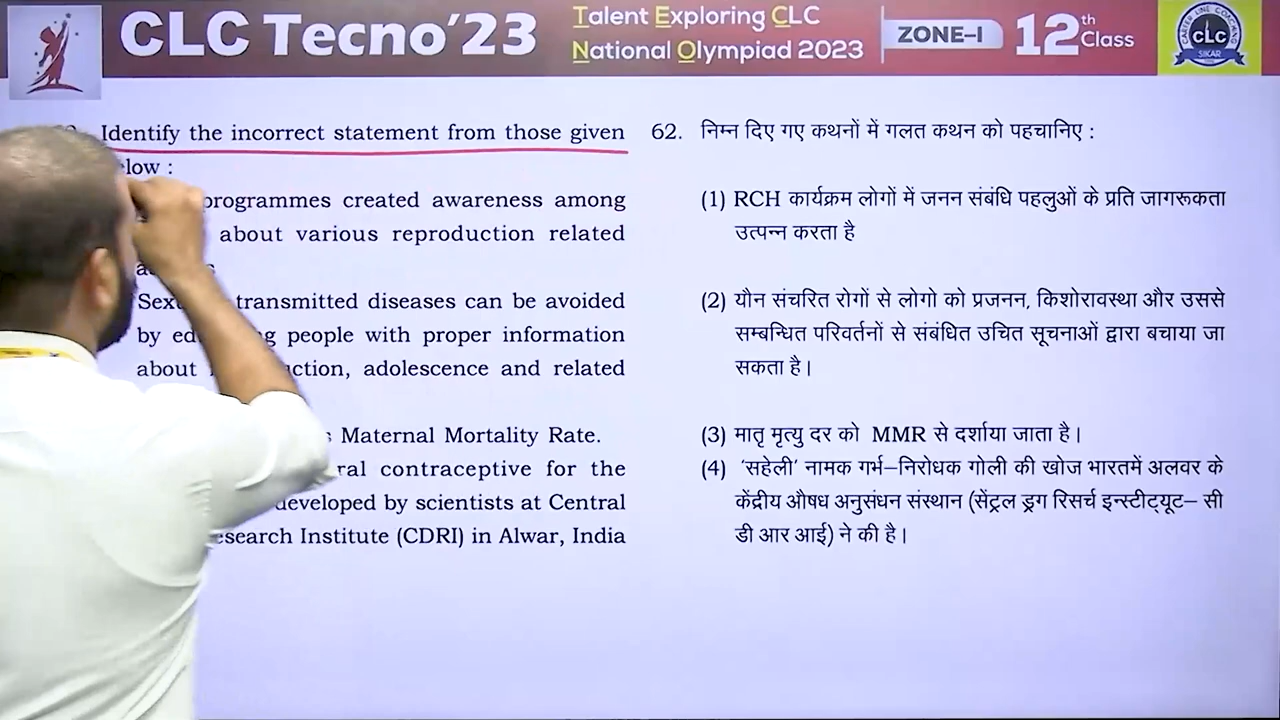 CLC Tecno'23
Talent Exploring CLC
National Olympiad 2023
ZONE–I
12th Class
CLC
SIKAR
Identify the incorrect statement from those given
low :
programmes created awareness among
about various reproduction related
transmitted diseases can be avoided
by people with proper information
about adolescence and related
Maternal Mortality Rate.
contraceptive for the
developed by scientists at Central
Institute (CDRI) in Alwar, India
62. निम्न दिए गए कथनों में गलत कथन को पहचानिए :
(1) RCH कार्यक्रम लोगों में जनन संबंधि पहलुओं के प्रति जागरूकता
उत्पन्न करता है
(2) यौन संचरित रोगों से लोगो को प्रजनन, किशोरावस्था और उससे
सम्बन्धित परिवर्तनों से संबंधित उचित सूचनाओं द्वारा बचाया जा
सकता है।
(3) मातृ मृत्यु दर को MMR से दर्शाया जाता है।
(4) 'सहेली' नामक गर्भ–निरोधक गोली की खोज भारतमें अलवर के
केंद्रीय औषध अनुसंधन संस्थान (सेंट्रल ड्रग रिसर्च इन्स्टीट्यूट– सी
डी आर आई) ने की है।